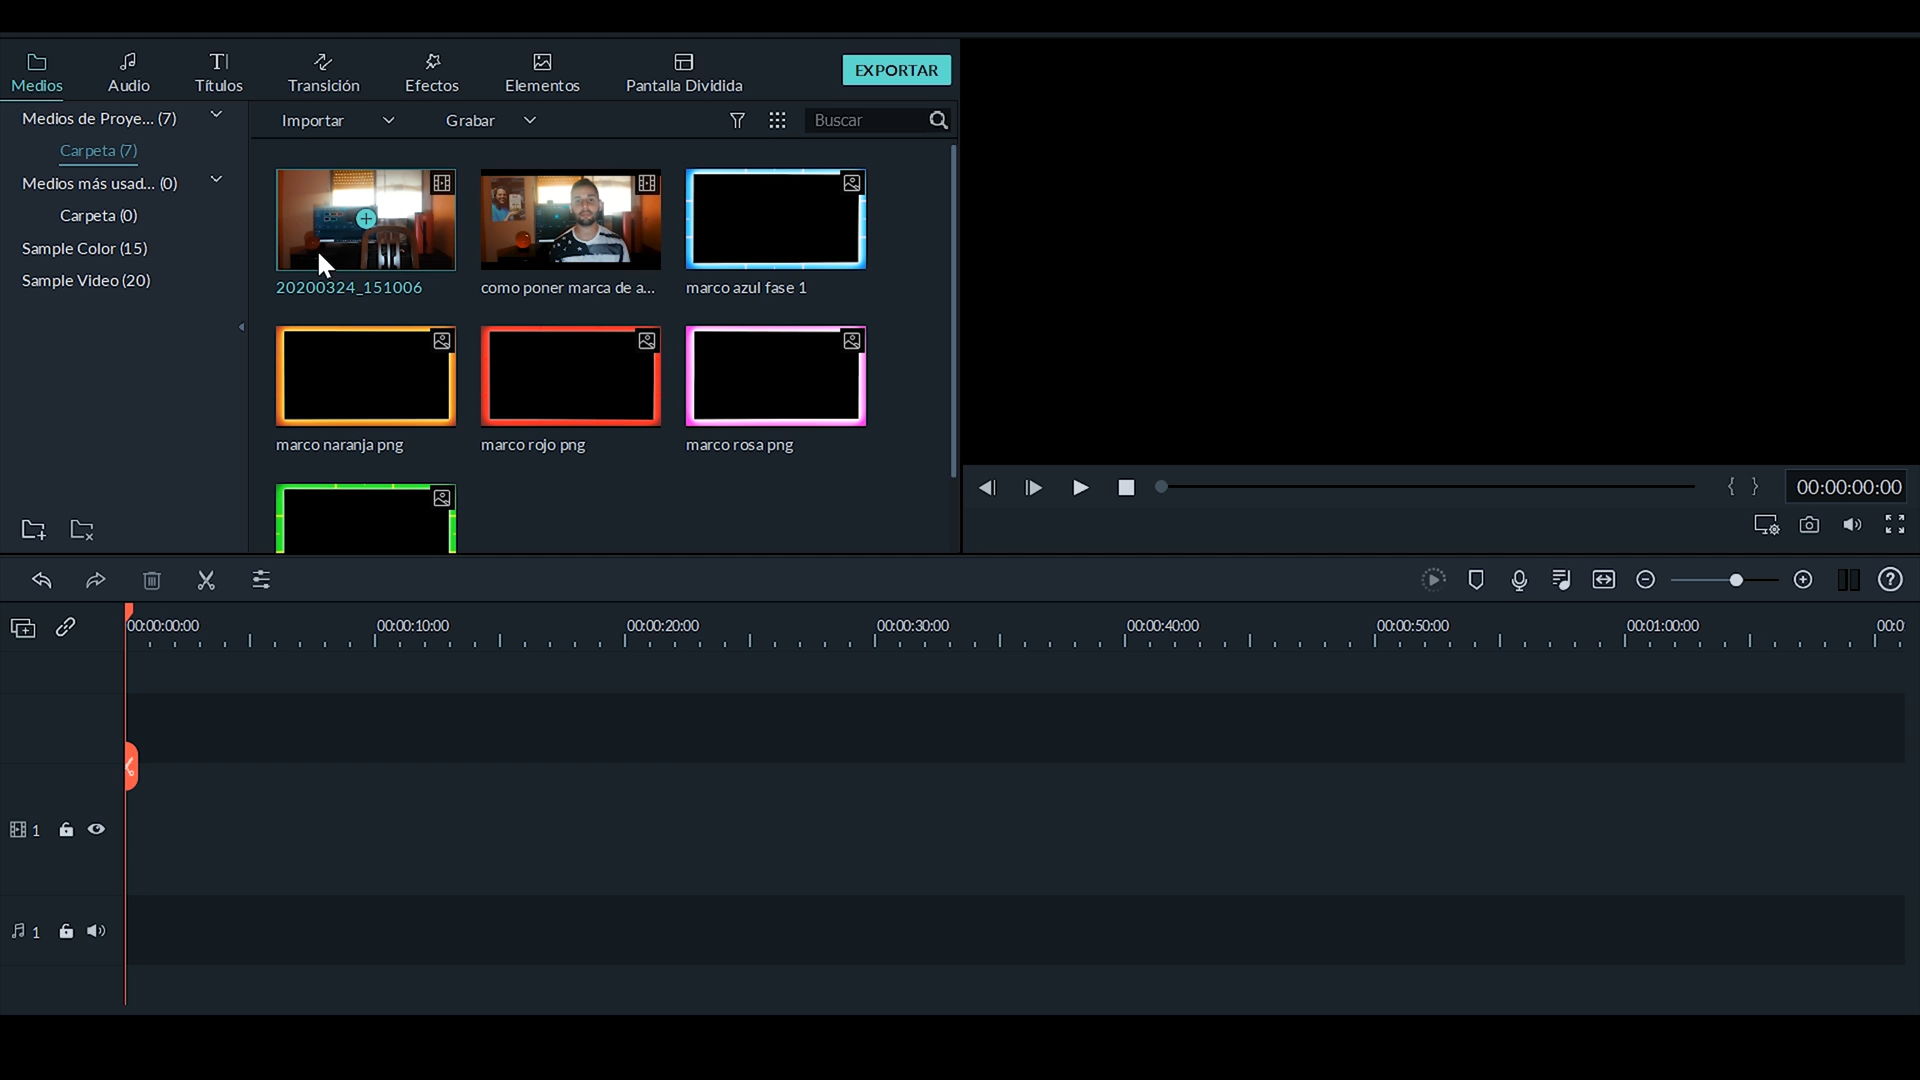 Medios Audio Títulos Transición Efectos Elementos Pantalla Dividida EXPORTAR
Medios de Proye... (7)
Carpeta (7)
Medios más usad... (0)
Carpeta (0)
Sample Color (15)
Sample Video (20)
Importar Grabar Buscar
20200324_151006 como poner marca de a... marco azul fase 1
marco naranja png marco rojo png marco rosa png
{ } 00:00:00:00
00:00:00:00 00:00:10:00 00:00:20:00 00:00:30:00 00:00:40:00 00:00:50:00 00:01:00:00 00:0
1
1